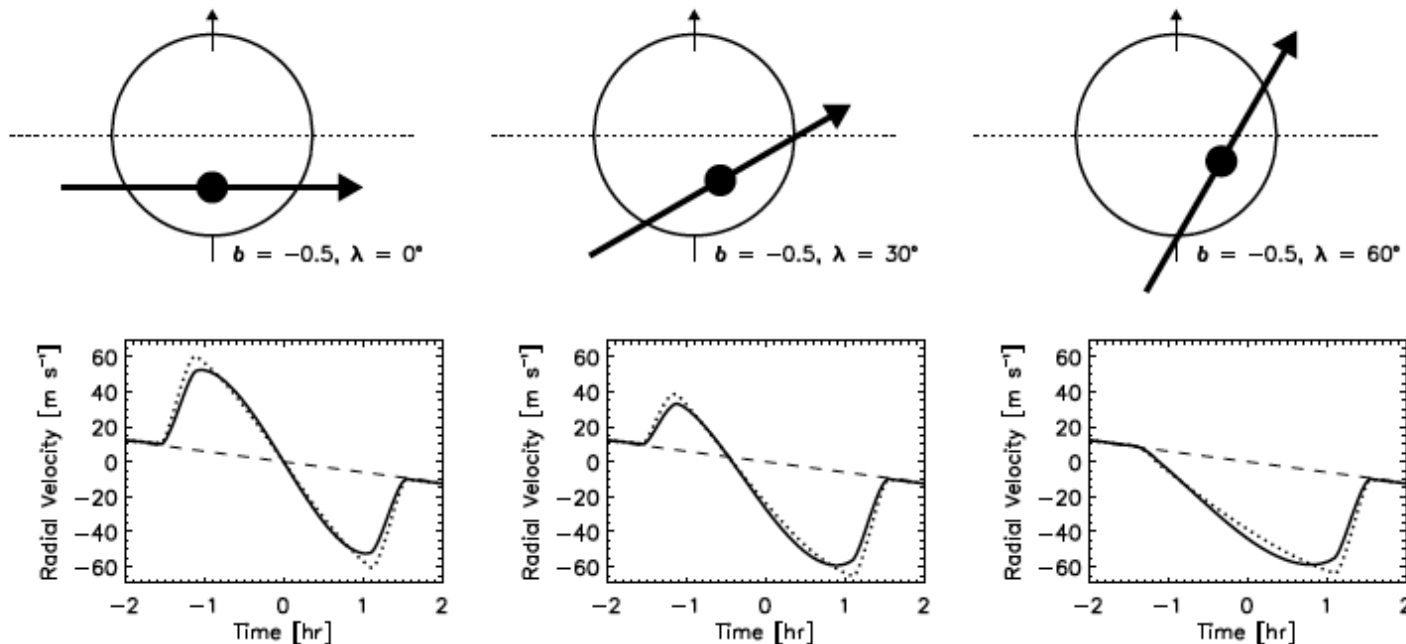 b = −0.5, λ = 0°
b = −0.5, λ = 30°
b = −0.5, λ = 60°
Radial Velocity [m s⁻¹]
60
40
20
0
−20
−40
−60
−2 −1 0 1 2
Time [hr]
Radial Velocity [m s⁻¹]
60
40
20
0
−20
−40
−60
−2 −1 0 1 2
Time [hr]
Radial Velocity [m s⁻¹]
60
40
20
0
−20
−40
−60
−2 −1 0 1 2
Time [hr]